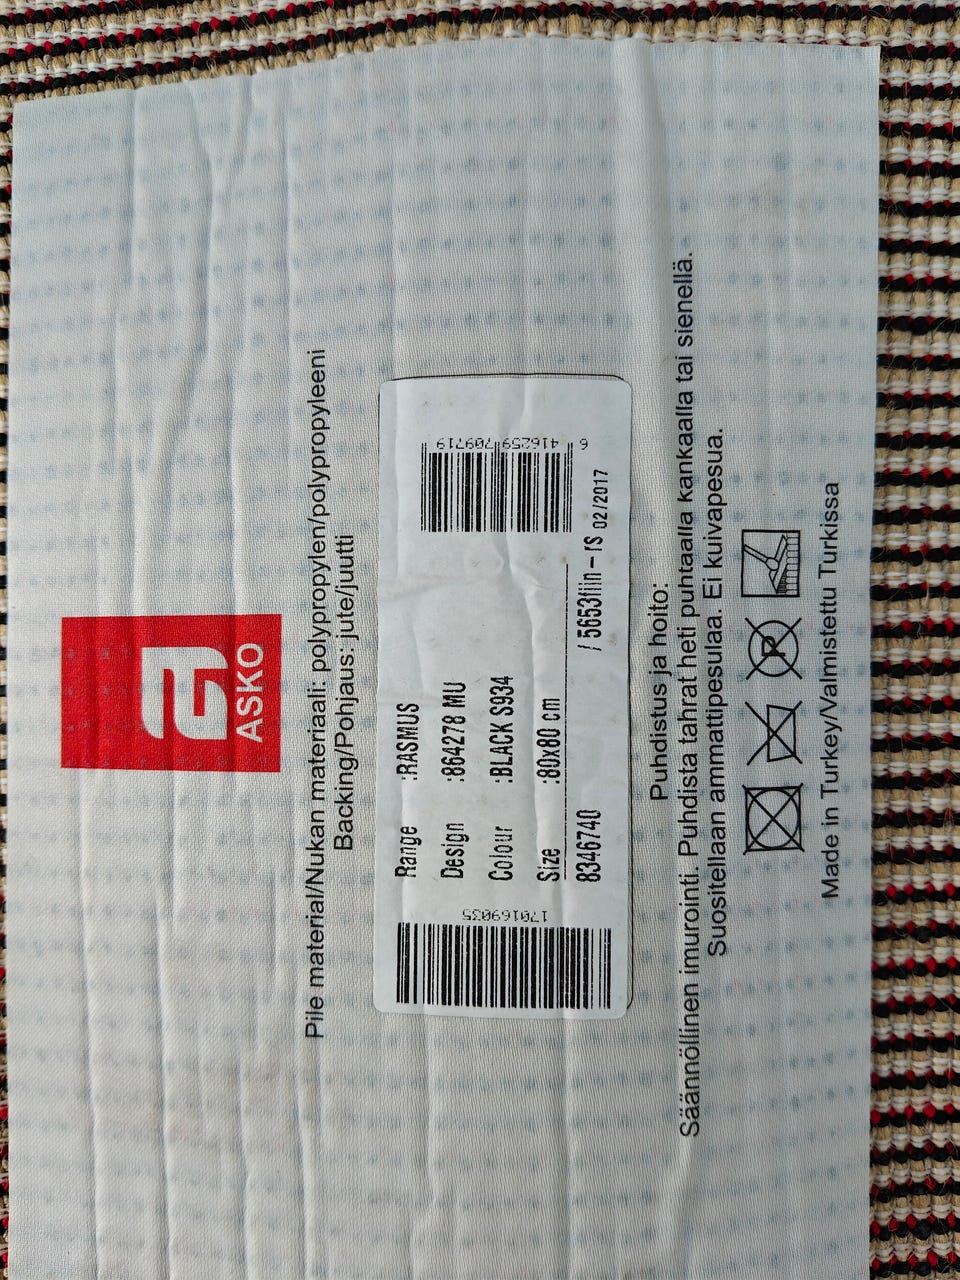 ASKO
Pile material/Nukan materiaali: polypropylen/polypropyleeni
Backing/Pohjaus: jute/juutti
170169035
Range :RASMUS
Design :864278 MU
Colour :BLACK S934
Size :80x80 cm
8346740 / 5653fiin-rs 02/2017
6 416259 709719
Puhdistus ja hoito:
Säännöllinen imurointi. Puhdista tahrat heti puhtaalla kankaalla tai sienellä.
Suositellaan ammattipesulaa. Ei kuivapesua.
P
Made in Turkey/Valmistettu Turkissa